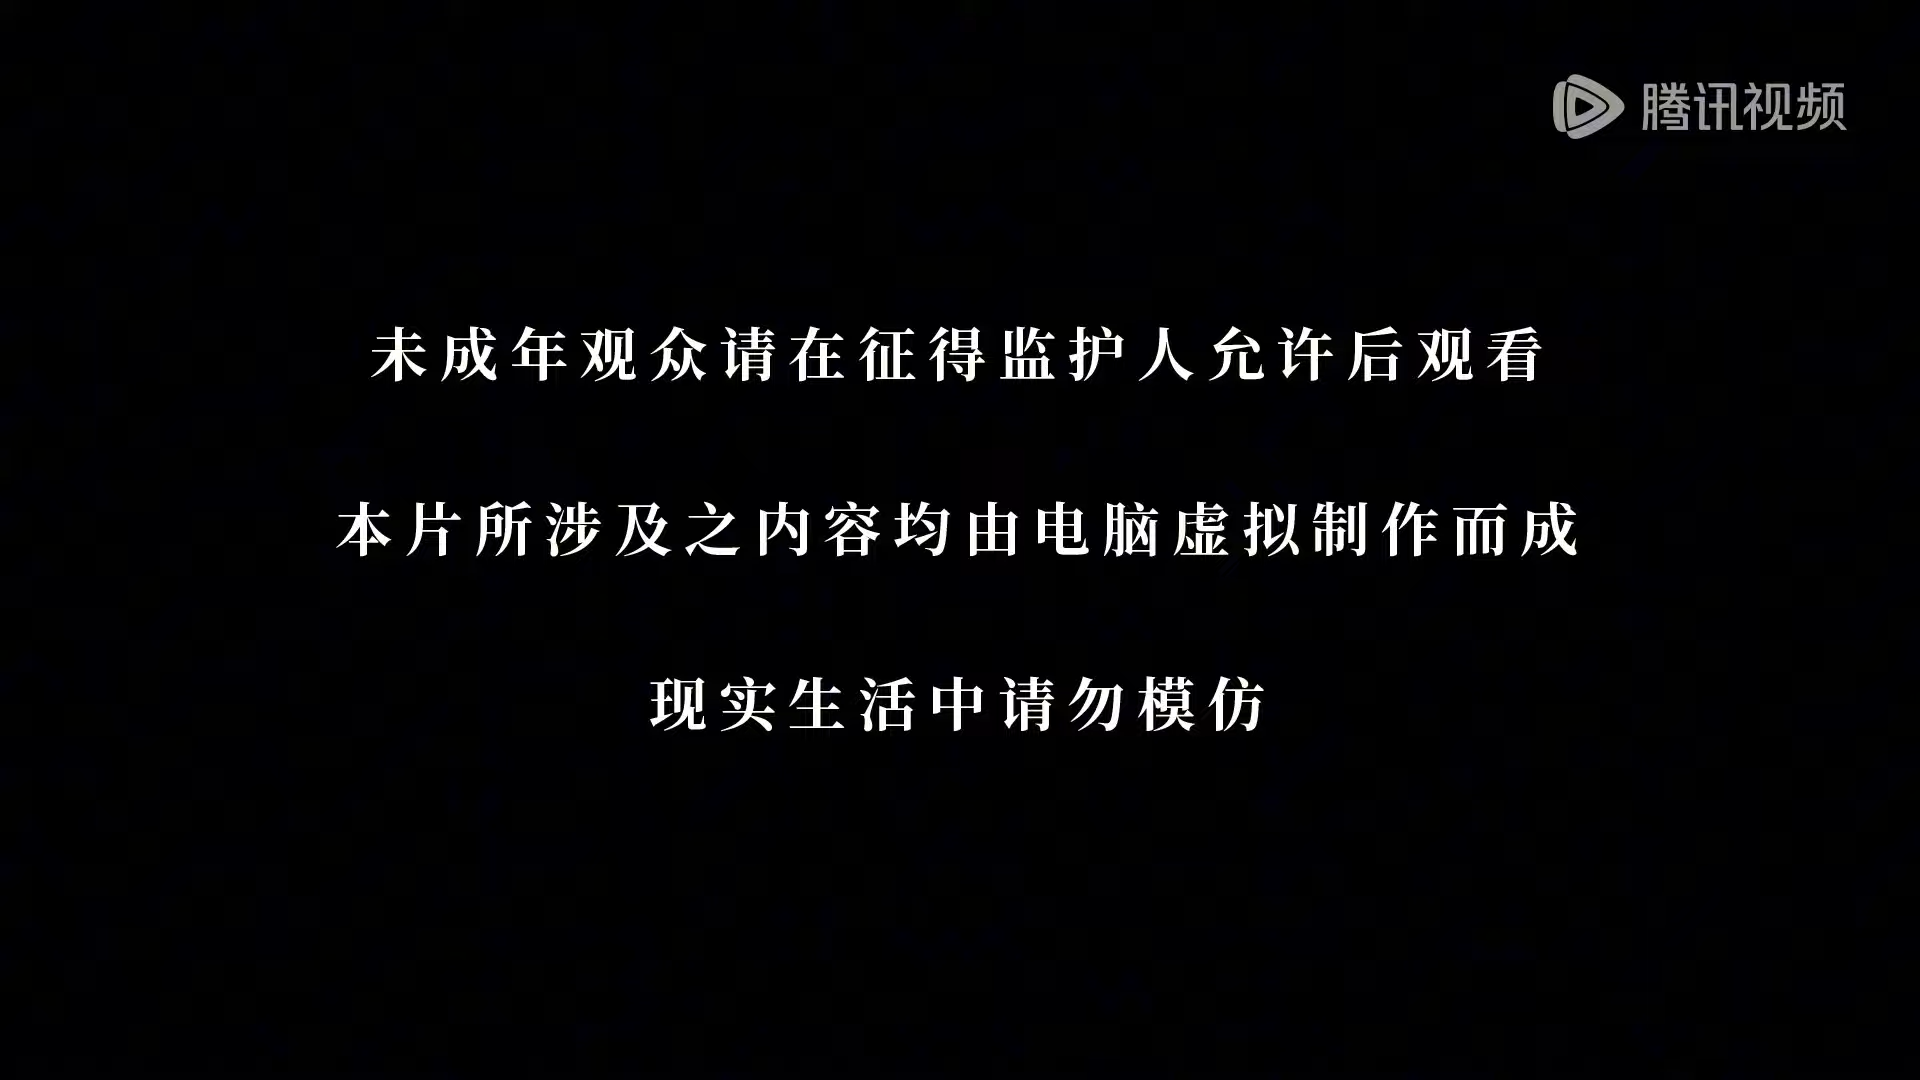 腾讯视频
未成年观众请在征得监护人允许后观看
本片所涉及之内容均由电脑虚拟制作而成
现实生活中请勿模仿